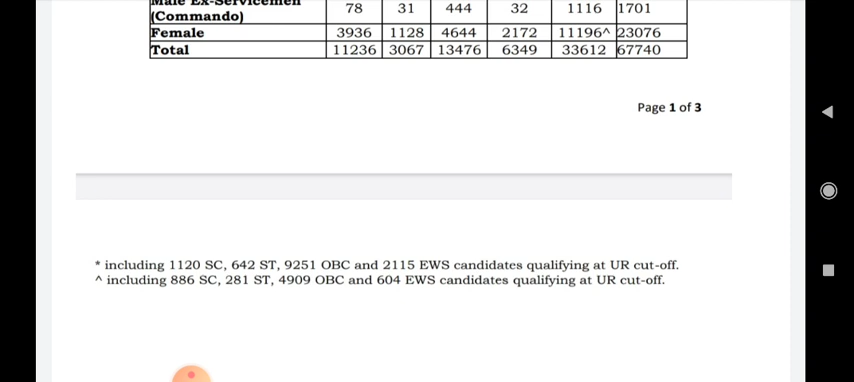 Male Ex-Servicemen
(Commando) 78 31 444 32 1116 1701
Female 3936 1128 4644 2172 11196^ 23076
Total 11236 3067 13476 6349 33612 67740
Page 1 of 3
* including 1120 SC, 642 ST, 9251 OBC and 2115 EWS candidates qualifying at UR cut-off.
^ including 886 SC, 281 ST, 4909 OBC and 604 EWS candidates qualifying at UR cut-off.